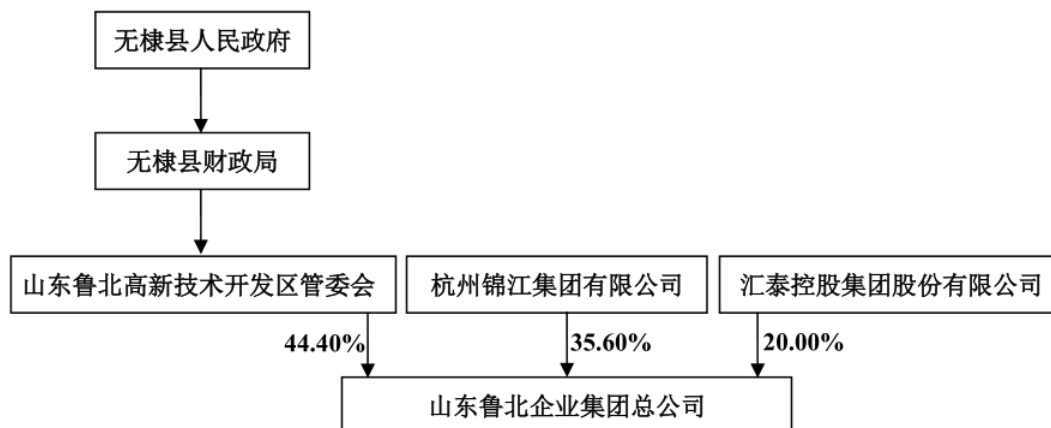 无棣县人民政府
无棣县财政局
山东鲁北高新技术开发区管委会
杭州锦江集团有限公司
汇泰控股集团股份有限公司
44.40%
35.60%
20.00%
山东鲁北企业集团总公司